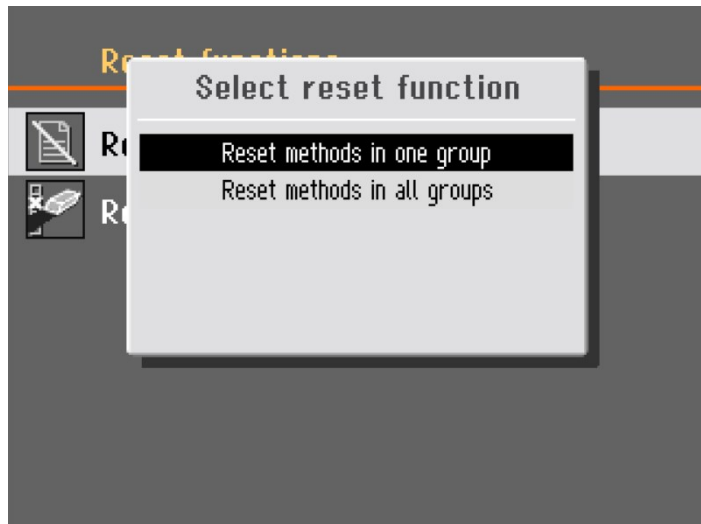 Select reset function
Reset methods in one group
Reset methods in all groups